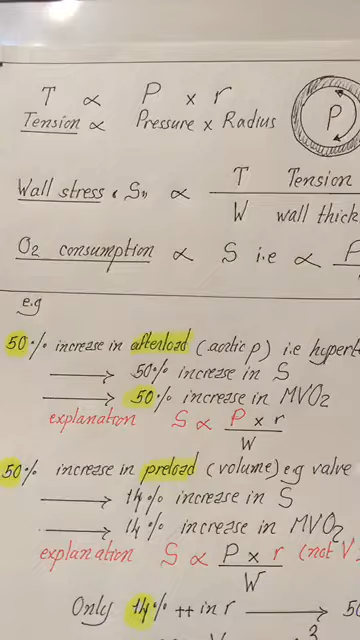 T ∝ P × r
Tension ∝ Pressure × Radius
P
Wall stress "S" ∝ T Tension
W wall thick
O2 consumption ∝ S i.e ∝ P
e.g
50% increase in afterload (aortic p) i.e hypert
→ 50% increase in S
→ 50% increase in MVO2
explanation S ∝ P × r
W
50% increase in preload (volume) e.g valve
→ 14% increase in S
→ 14% increase in MVO2
explanation S ∝ P × r (not V
W
Only 14% ++ in r → 50